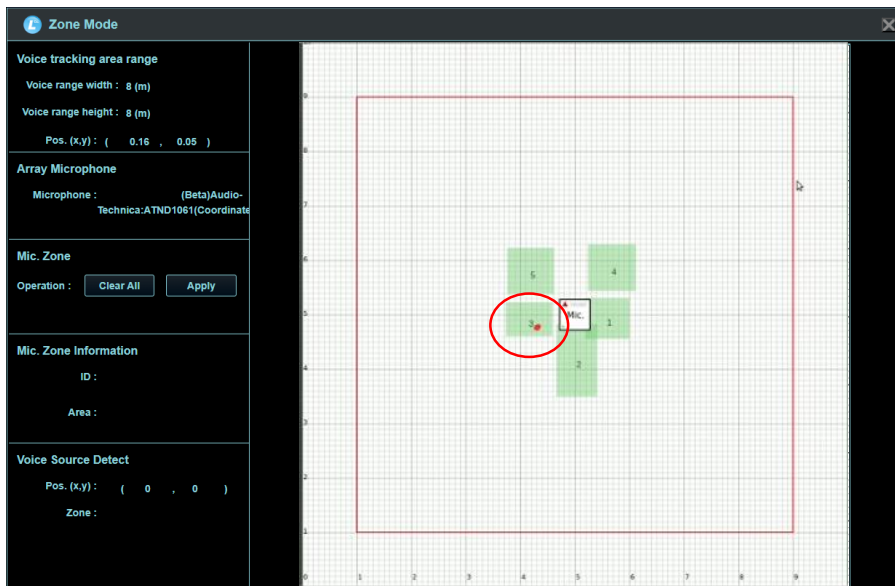 Zone Mode
Voice tracking area range
Voice range width : 8 (m)
Voice range height : 8 (m)
Pos. (x,y) : ( 0.16 , 0.05 )
Array Microphone
Microphone : (Beta)Audio-
Technica:ATND1061(Coordinate
Mic. Zone
Operation : Clear All Apply
Mic. Zone Information
ID :
Area :
Voice Source Detect
Pos. (x,y) : ( 0 , 0 )
Zone :
9
8
7
6
5 4
5
Mic.
3 1
4
2
3
2
1
0 1 2 3 4 5 6 7 8 9